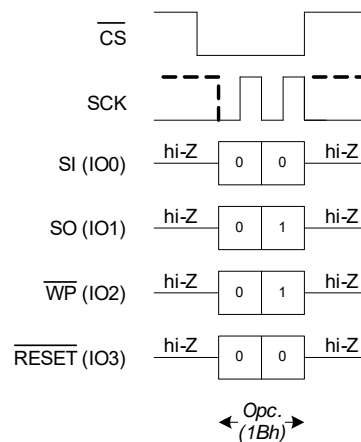 CS
SCK
hi-Z hi-Z
SI (IO0) 0 0
hi-Z hi-Z
SO (IO1) 0 1
hi-Z hi-Z
WP (IO2) 0 1
hi-Z hi-Z
RESET (IO3) 0 0
Opc.
(1Bh)